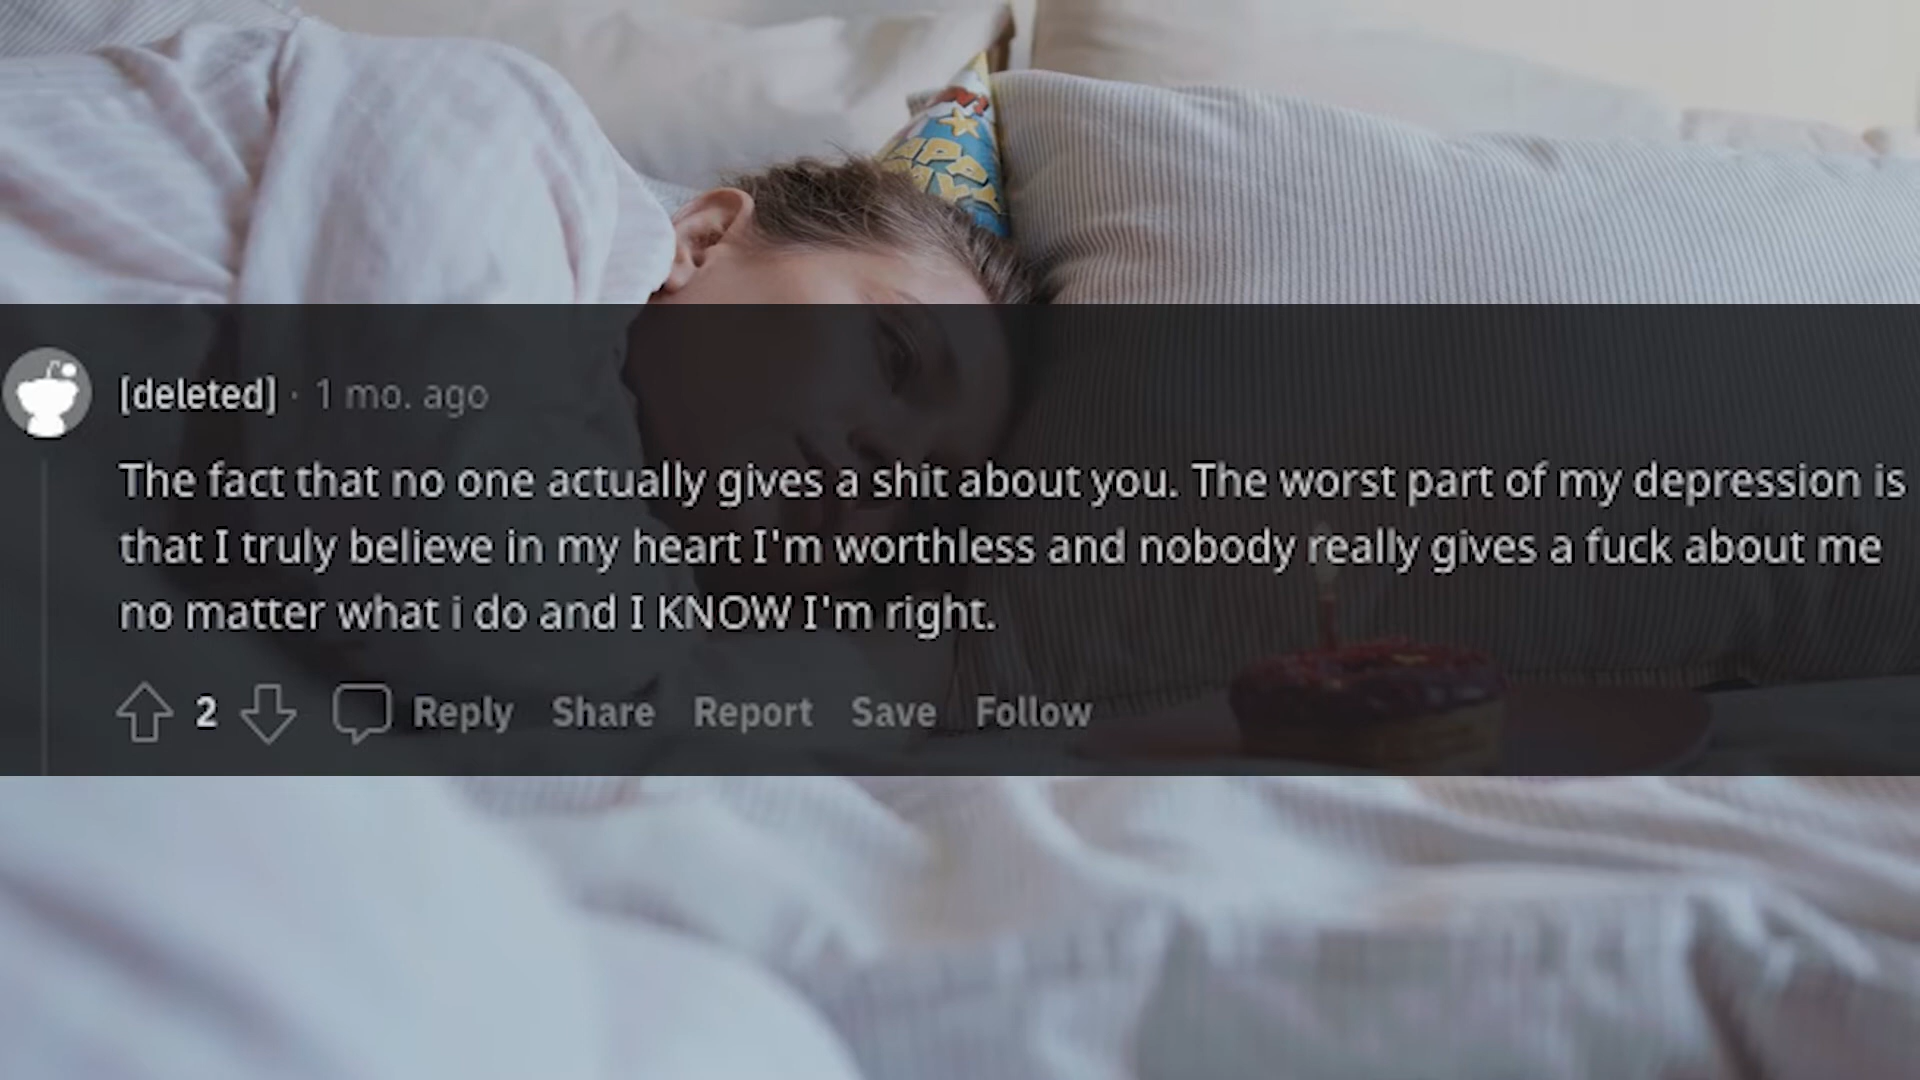 [deleted] · 1 mo. ago
The fact that no one actually gives a shit about you. The worst part of my depression is
that I truly believe in my heart I'm worthless and nobody really gives a fuck about me
no matter what i do and I KNOW I'm right.
2 Reply Share Report Save Follow